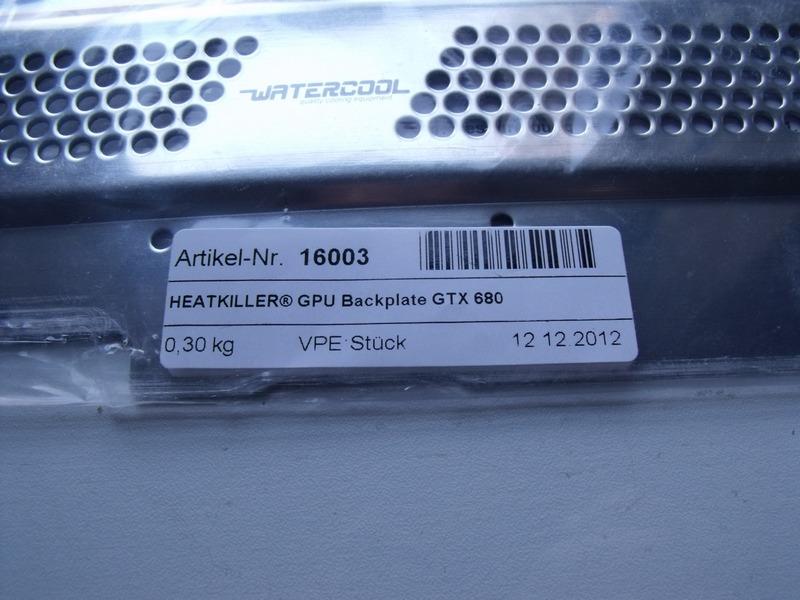 WATERCOOL
quality cooling equipment
Artikel-Nr. 16003
HEATKILLER® GPU Backplate GTX 680
0,30 kg VPE Stück 12 12 2012